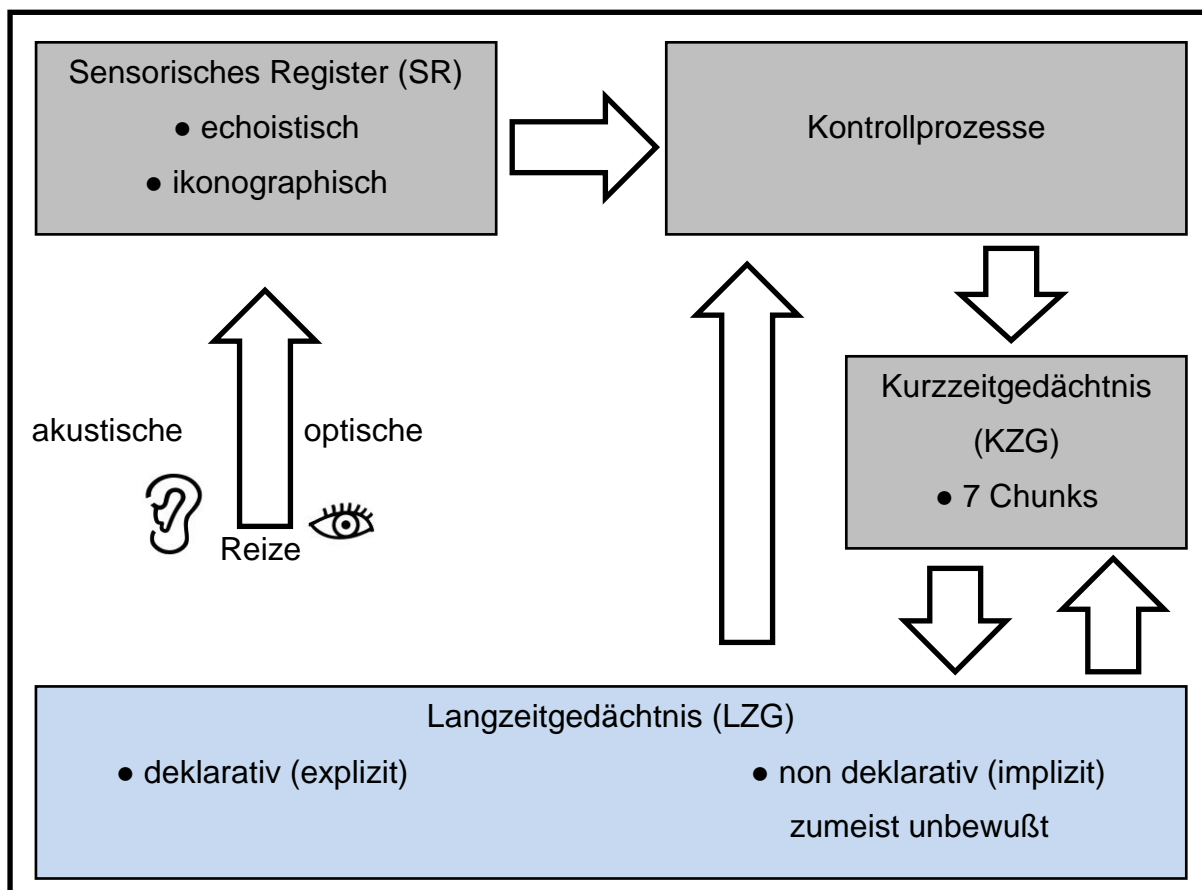 Sensorisches Register (SR)
● echoistisch
● ikonographisch
Kontrollprozesse
Kurzzeitgedächtnis
(KZG)
● 7 Chunks
akustische
optische
Reize
Langzeitgedächtnis (LZG)
● deklarativ (explizit)
● non deklarativ (implizit)
zumeist unbewußt